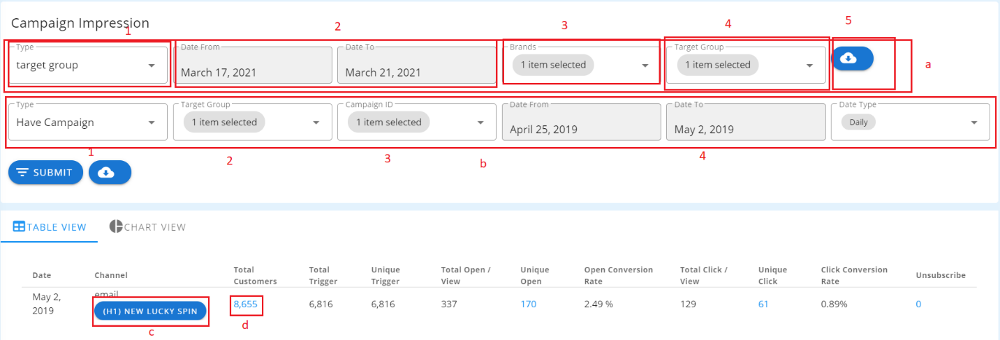 Campaign Impression
1 2 3 4 5
Type Date From Date To Brands Target Group
target group March 17, 2021 March 21, 2021 1 item selected 1 item selected
a
Type Target Group Campaign ID Date From Date To Date Type
Have Campaign 1 item selected 1 item selected April 25, 2019 May 2, 2019 Daily
1 2 3 b 4
SUBMIT
TABLE VIEW CHART VIEW
Date Channel Total Customers Total Trigger Unique Trigger Total Open / View Unique Open Open Conversion Rate Total Click / View Unique Click Click Conversion Rate Unsubscribe
May 2, 2019 email (H1) NEW LUCKY SPIN 8,655 6,816 6,816 337 170 2.49 % 129 61 0.89% 0
c d